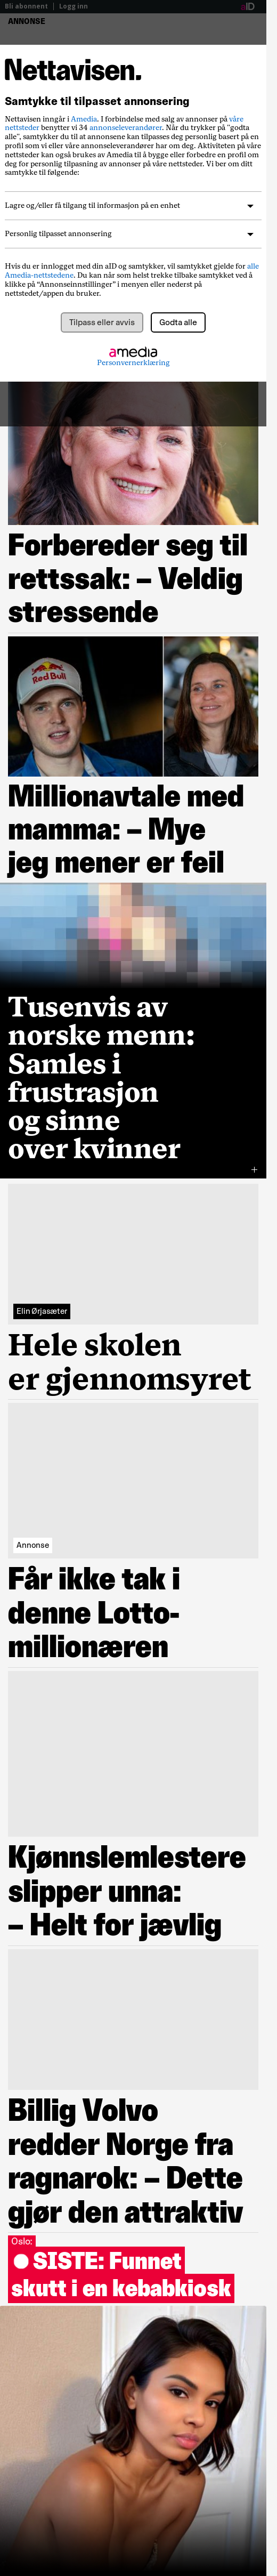 Bli abonnent | Logg inn
aID
ANNONSE
Nettavisen.
Samtykke til tilpasset annonsering
Nettavisen inngår i Amedia. I forbindelse med salg av annonser på våre
nettsteder benytter vi 34 annonseleverandører. Når du trykker på "godta
alle", samtykker du til at annonsene kan tilpasses deg personlig basert på en
profil som vi eller våre annonseleverandører har om deg. Aktiviteten på våre
nettsteder kan også brukes av Amedia til å bygge eller forbedre en profil om
deg for personlig tilpasning av annonser på våre nettsteder. Vi ber om ditt
samtykke til følgende:
Lagre og/eller få tilgang til informasjon på en enhet
Personlig tilpasset annonsering
Hvis du er innlogget med din aID og samtykker, vil samtykket gjelde for alle
Amedia-nettstedene. Du kan når som helst trekke tilbake samtykket ved å
klikke på “Annonseinnstillinger” i menyen eller nederst på
nettstedet/appen du bruker.
Tilpass eller avvis
Godta alle
amedia
Personvernerklæring
Forbereder seg til
rettssak: – Veldig
stressende
Red Bull
Millionavtale med
mamma: – Mye
jeg mener er feil
Tusenvis av
norske menn:
Samles i
frustrasjon
og sinne
over kvinner
+
Elin Ørjasæter
Hele skolen
er gjennomsyret
Annonse
Får ikke tak i
denne Lotto-
millionæren
Kjønnslemlestere
slipper unna:
– Helt for jævlig
Billig Volvo
redder Norge fra
ragnarok: – Dette
gjør den attraktiv
Oslo:
SISTE: Funnet
skutt i en kebabkiosk